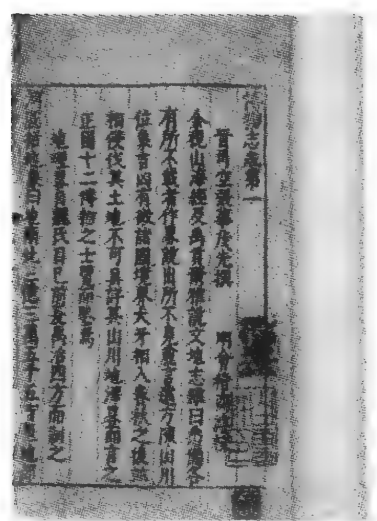 博物志卷第一
晉司空張華茂先撰
余視山海經及禹貢爾雅說文地志雖曰悉備各
有所不載者作畧說出所不見粗言遠方陳山川
位象吉凶有徵諸國境界犬牙相入春秋之後並
相侵伐其土地不可具詳其山川地澤畧而言之
正國十二博物之士覽而鑒焉
地理畧自魏氏目已前夏禹治四方而制之
河圖括地象曰地南北三億三萬五千五百里地